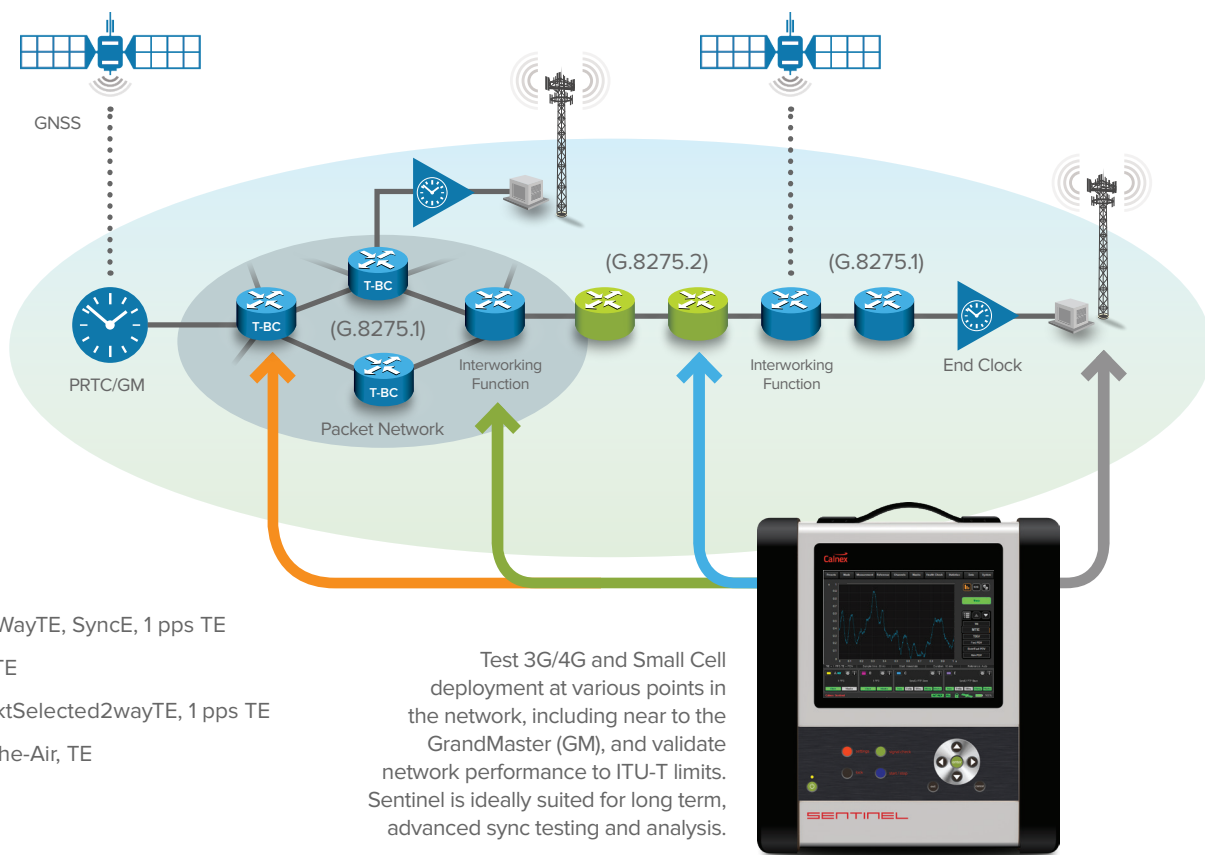 GNSS
T-BC
(G.8275.2)
(G.8275.1)
T-BC
(G.8275.1)
Interworking
Function
Interworking
Function
End Clock
PRTC/GM
T-BC
Packet Network
Calnex
WayTE, SyncE, 1 pps TE
TE
ktSelected2wayTE, 1 pps TE
he-Air, TE
Test 3G/4G and Small Cell
deployment at various points in
the network, including near to the
GrandMaster (GM), and validate
network performance to ITU-T limits.
Sentinel is ideally suited for long term,
advanced sync testing and analysis.
SENTINEL